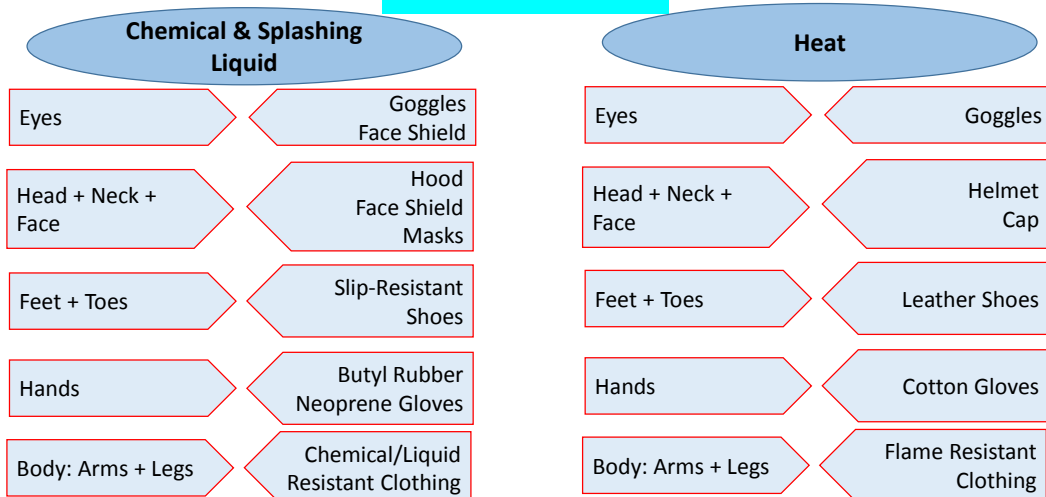 Chemical & Splashing
Liquid
Eyes
Goggles
Face Shield
Head + Neck +
Face
Hood
Face Shield
Masks
Feet + Toes
Slip-Resistant
Shoes
Hands
Butyl Rubber
Neoprene Gloves
Body: Arms + Legs
Chemical/Liquid
Resistant Clothing
Heat
Eyes
Goggles
Head + Neck +
Face
Helmet
Cap
Feet + Toes
Leather Shoes
Hands
Cotton Gloves
Body: Arms + Legs
Flame Resistant
Clothing